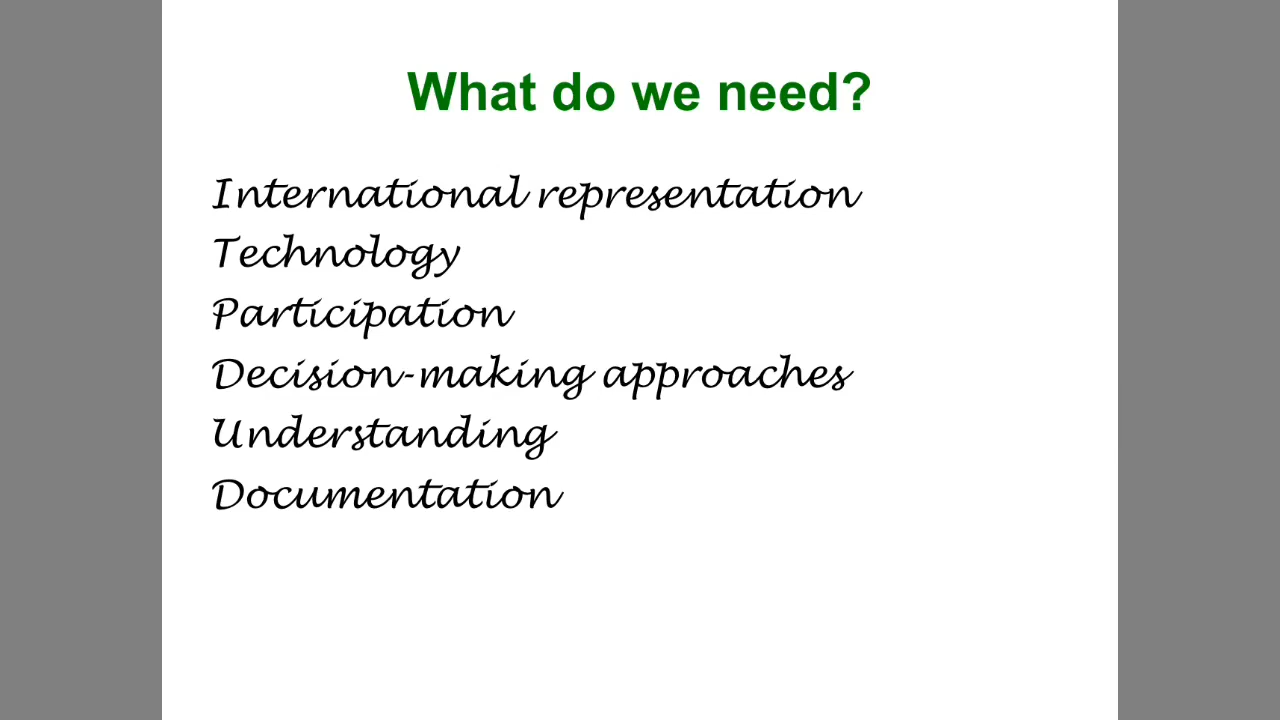 What do we need?
International representation
Technology
Participation
Decision-making approaches
Understanding
Documentation